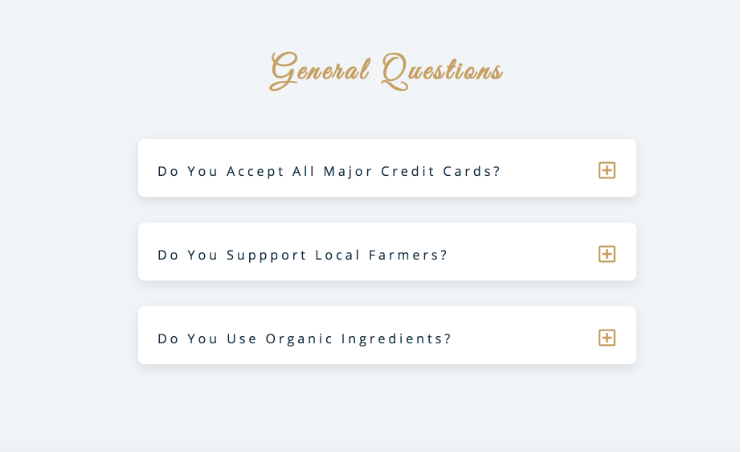 General Questions
Do You Accept All Major Credit Cards?
Do You Suppport Local Farmers?
Do You Use Organic Ingredients?